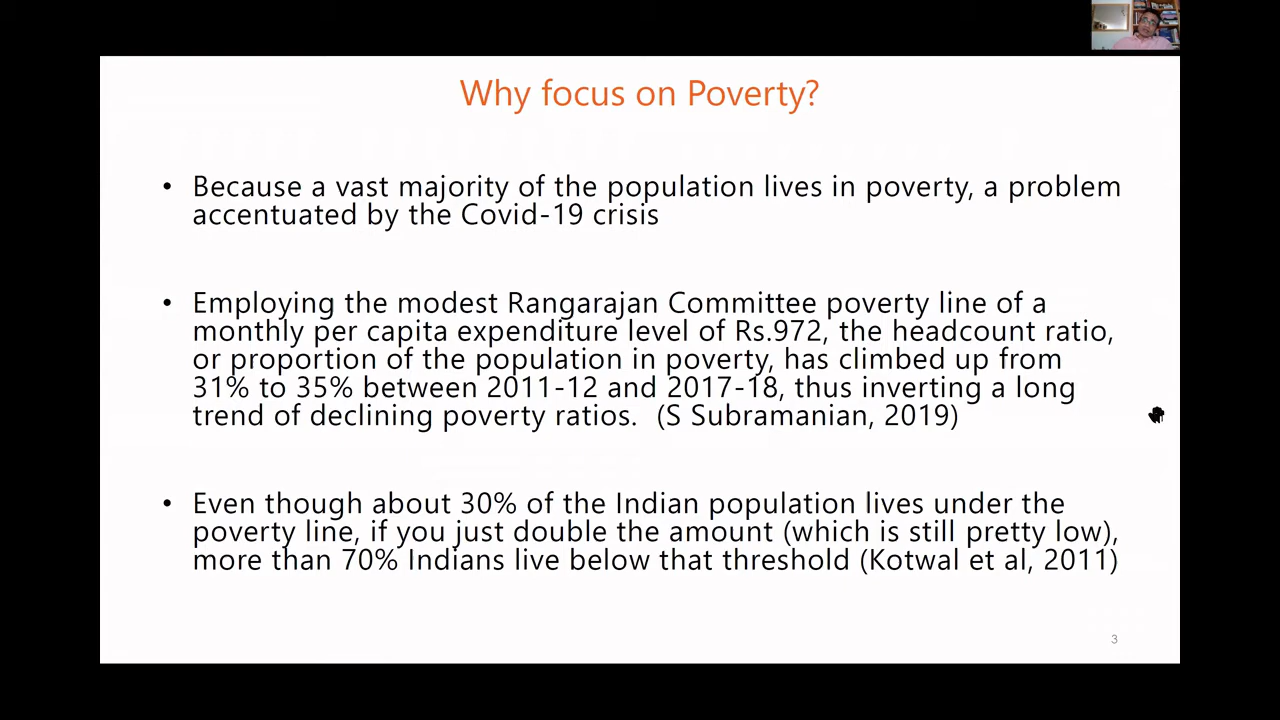 Why focus on Poverty?
• Because a vast majority of the population lives in poverty, a problem
accentuated by the Covid-19 crisis
• Employing the modest Rangarajan Committee poverty line of a
monthly per capita expenditure level of Rs.972, the headcount ratio,
or proportion of the population in poverty, has climbed up from
31% to 35% between 2011-12 and 2017-18, thus inverting a long
trend of declining poverty ratios.  (S Subramanian, 2019)
• Even though about 30% of the Indian population lives under the
poverty line, if you just double the amount (which is still pretty low),
more than 70% Indians live below that threshold (Kotwal et al, 2011)
3